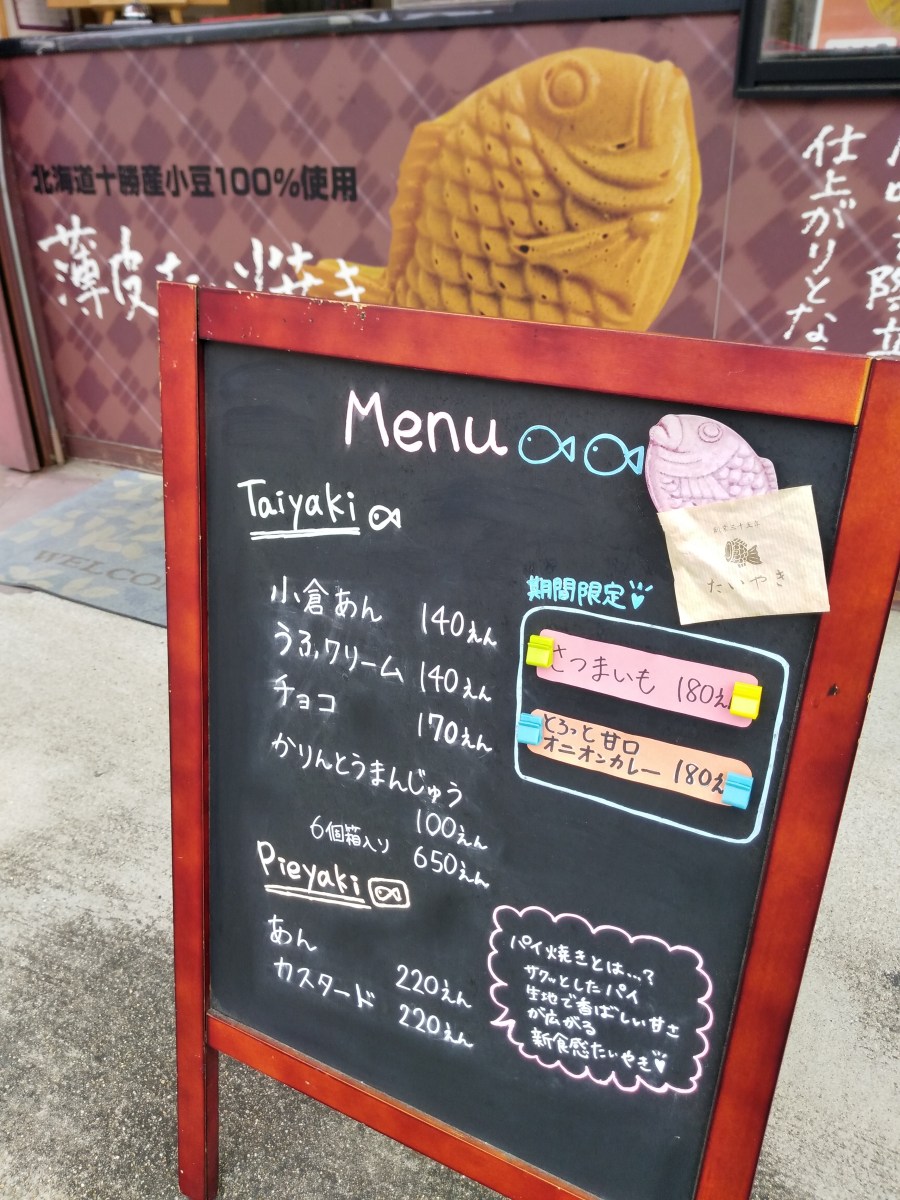 北海道十勝産小豆100%使用
薄皮たい焼き
仕上がりとな
WELCO
Menu
Taiyaki
小倉あん 140えん
うふクリーム 140えん
チョコ 170えん
かりんとうまんじゅう
100えん
6個箱入り 650えん
Pieyaki
あん 220えん
カスタード 220えん
たいやき
期間限定
さつまいも 180え
とろっと甘口
オニオンカレー 180え
パイ焼きとは...?
サクッとしたパイ
生地で香ばしい甘さ
が広がる
新食感たいやき